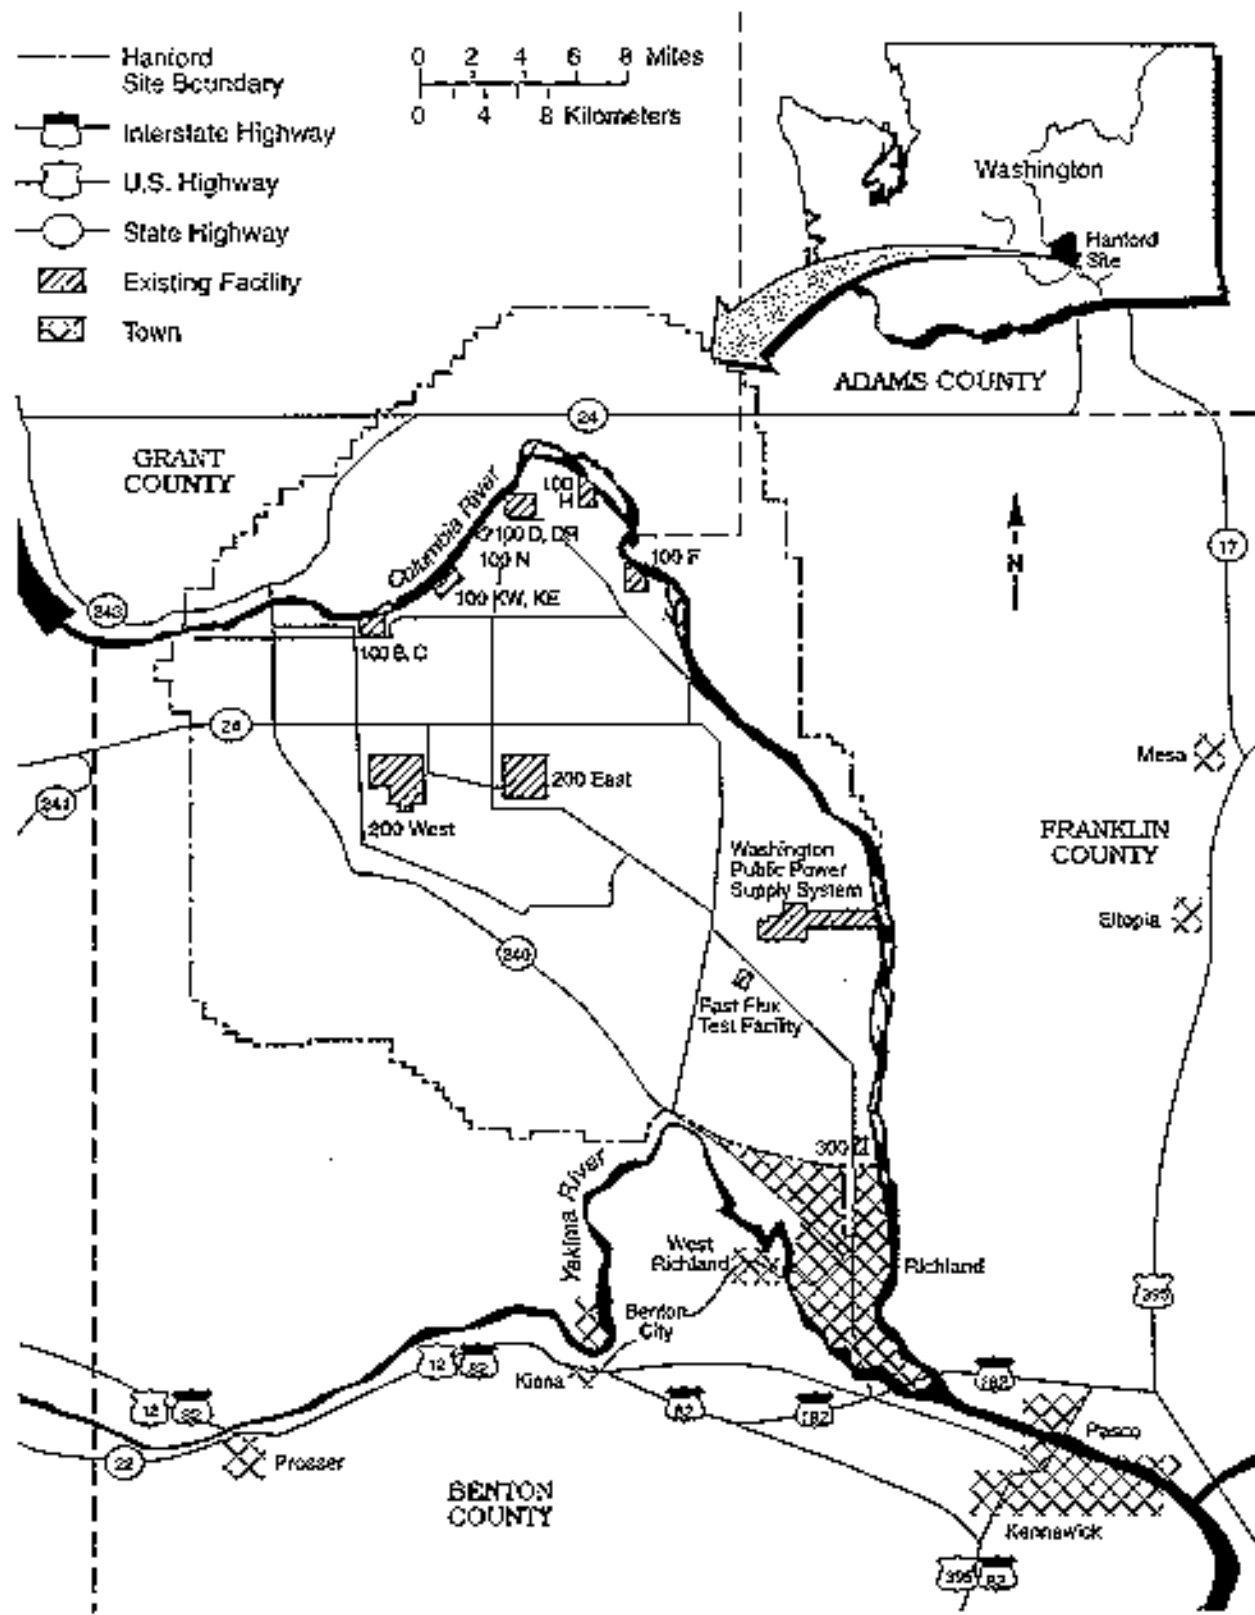 Hanford
Site Boundary
Interstate Highway
U.S. Highway
State Highway
Existing Facility
Town
0 2 4 6 8 Miles
0 4 8 Kilometers
Washington
Hanford
Site
ADAMS COUNTY
24
GRANT
COUNTY
Columbia River
100
H
100 D, DR
100 N
100 F
100 KW, KE
100 B, C
243
N
17
24
241
200 East
200 West
Mesa
FRANKLIN
COUNTY
Washington
Public Power
Supply System
Eltopia
240
Fast Flux
Test Facility
300
Yakima River
West
Richland
Richland
395
Benton
City
Kiona
12
82
182
82
182
12
82
Pasco
22
Prosser
BENTON
COUNTY
Kennewick
395
82